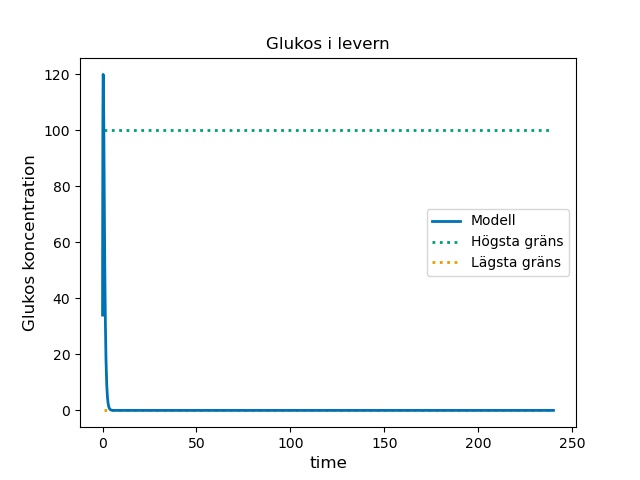 Glukos i levern
120
100
80
60
40
20
0
Glukos koncentration
Modell
Högsta gräns
Lägsta gräns
0 50 100 150 200 250
time